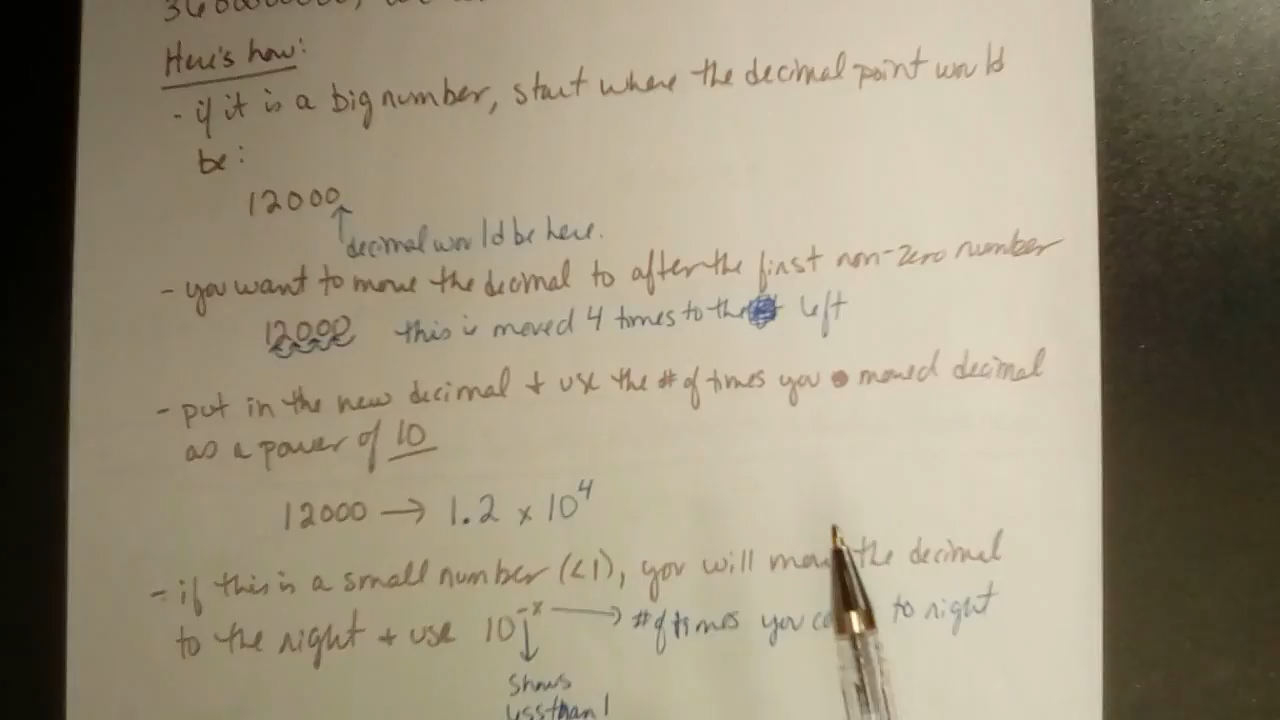 360000000,
Here's how:
- if it is a big number, start where the decimal point would
be:
12000
decimal would be here.
- you want to move the decimal to after the first non-zero number
12000 this is moved 4 times to the left
- put in the new decimal + use the # of times you moved decimal
as a power of 10
12000 → 1.2 x 10⁴
- if this is a small number (<1), you will the decimal
to the right + use 10⁻ˣ → # of times you to right
shows
less than 1